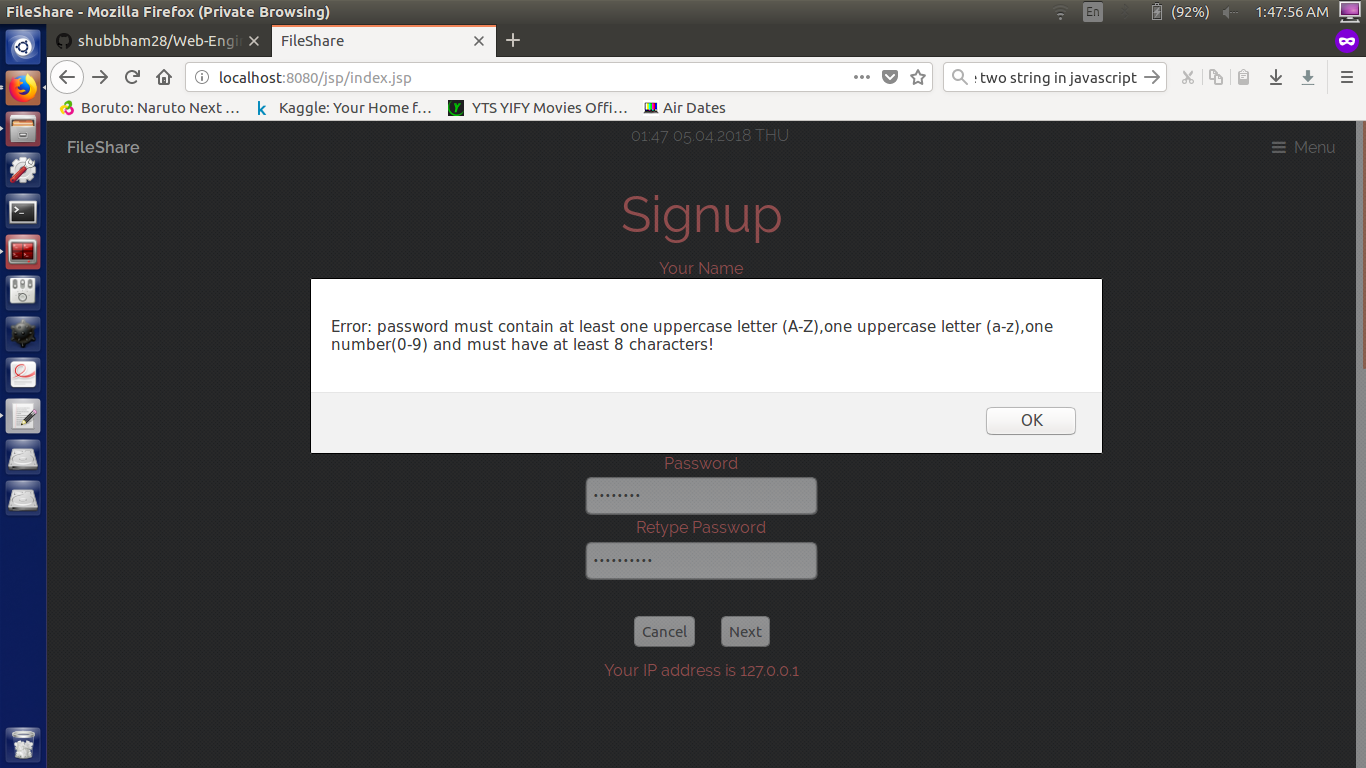 FileShare - Mozilla Firefox (Private Browsing)
En
(92%)
1:47:56 AM
shubbham28/Web-Engi
FileShare
localhost:8080/jsp/index.jsp
two string in javascript
Boruto: Naruto Next ...
Kaggle: Your Home f...
YTS YIFY Movies Offi...
Air Dates
01:47 05.04.2018 THU
FileShare
Menu
Signup
Your Name
Error: password must contain at least one uppercase letter (A-Z),one uppercase letter (a-z),one
number(0-9) and must have at least 8 characters!
OK
Password
Retype Password
Cancel
Next
Your IP address is 127.0.0.1